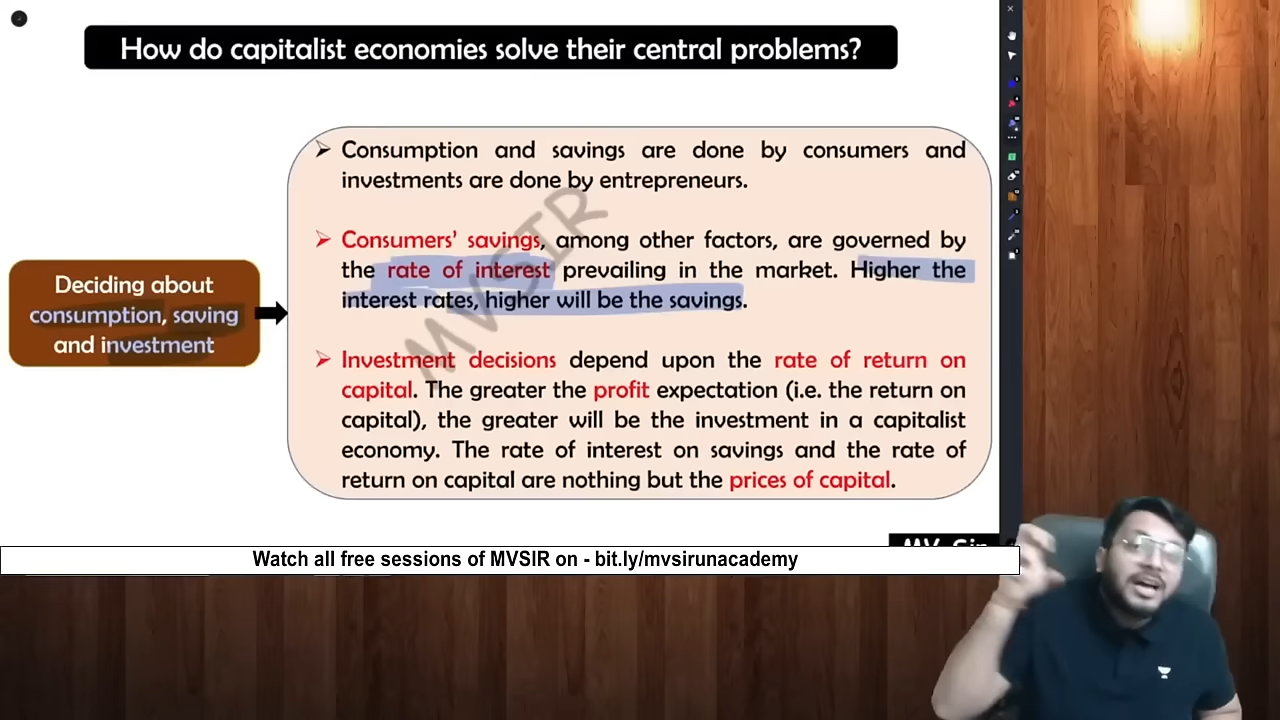 How do capitalist economies solve their central problems?
➤ Consumption and savings are done by consumers and
investments are done by entrepreneurs.
➤ Consumers’ savings, among other factors, are governed by
the rate of interest prevailing in the market. Higher the
interest rates, higher will be the savings.
Deciding about
consumption, saving
and investment
➤ Investment decisions depend upon the rate of return on
capital. The greater the profit expectation (i.e. the return on
capital), the greater will be the investment in a capitalist
economy. The rate of interest on savings and the rate of
return on capital are nothing but the prices of capital.
MVSIR
MV Sir
Watch all free sessions of MVSIR on - bit.ly/mvsirunacademy